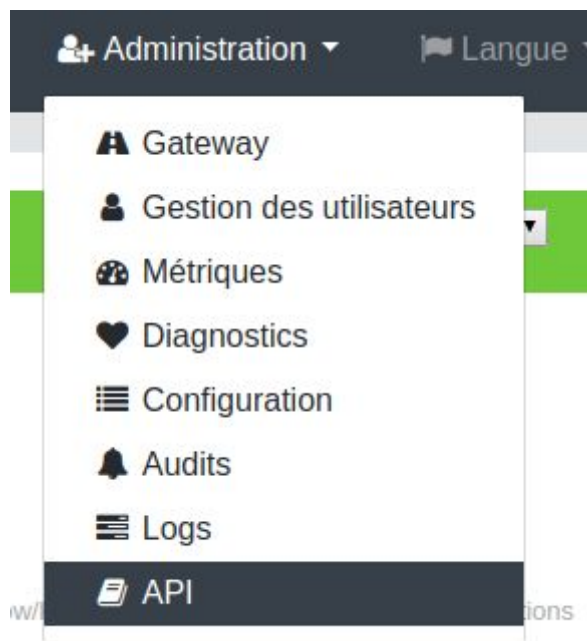 Administration
Langue
Gateway
Gestion des utilisateurs
Métriques
Diagnostics
Configuration
Audits
Logs
API